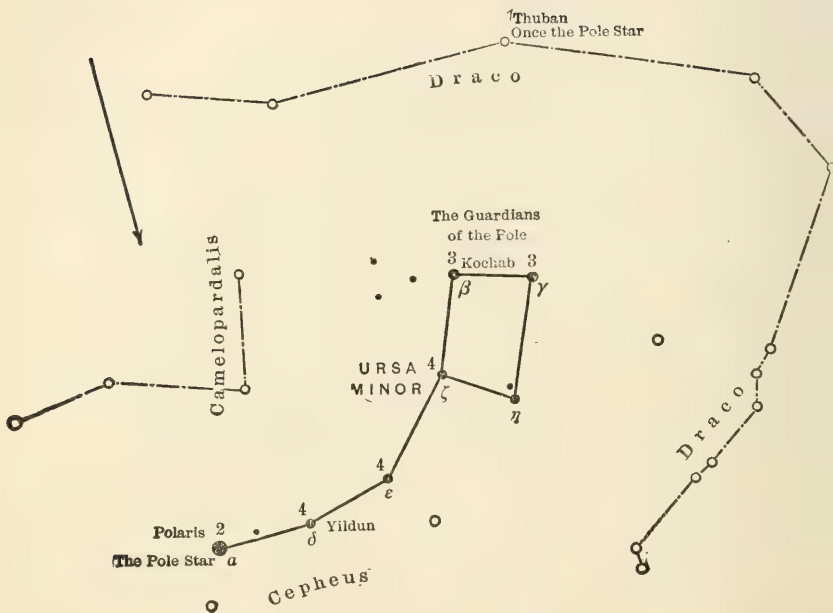 Thuban
Once the Pole Star
Draco
The Guardians
of the Pole
3 Kochab 3
β γ
Camelopardalis
URSA 4
MINOR ζ
η
Draco
4
ε
4
Polaris 2
δ Yildun
The Pole Star α
Cepheus